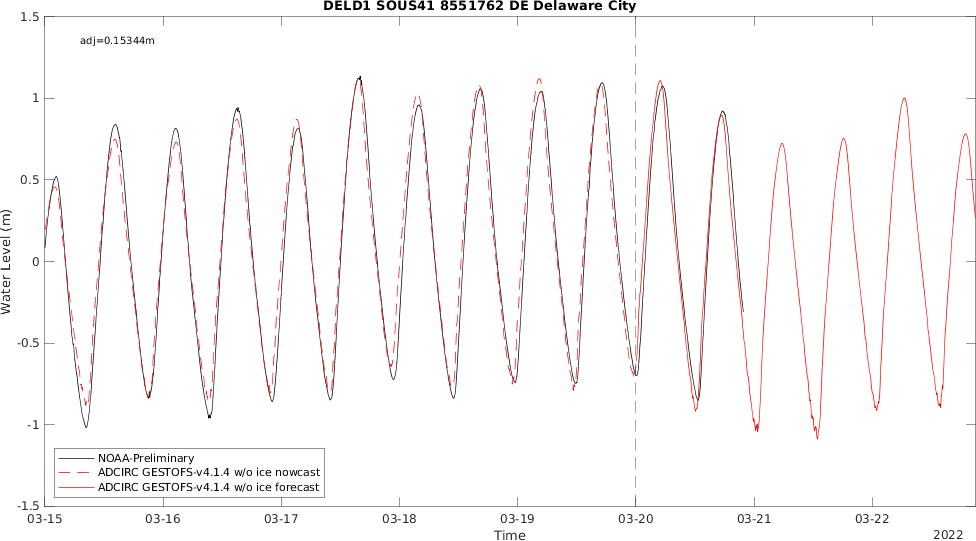 DELD1 SOUS41 8551762 DE Delaware City
1.5
adj=0.15344m
1
0.5
0
-0.5
-1
-1.5
Water Level (m)
NOAA-Preliminary
ADCIRC GESTOFS-v4.1.4 w/o ice nowcast
ADCIRC GESTOFS-v4.1.4 w/o ice forecast
03-15 03-16 03-17 03-18 03-19 03-20 03-21 03-22
Time
2022